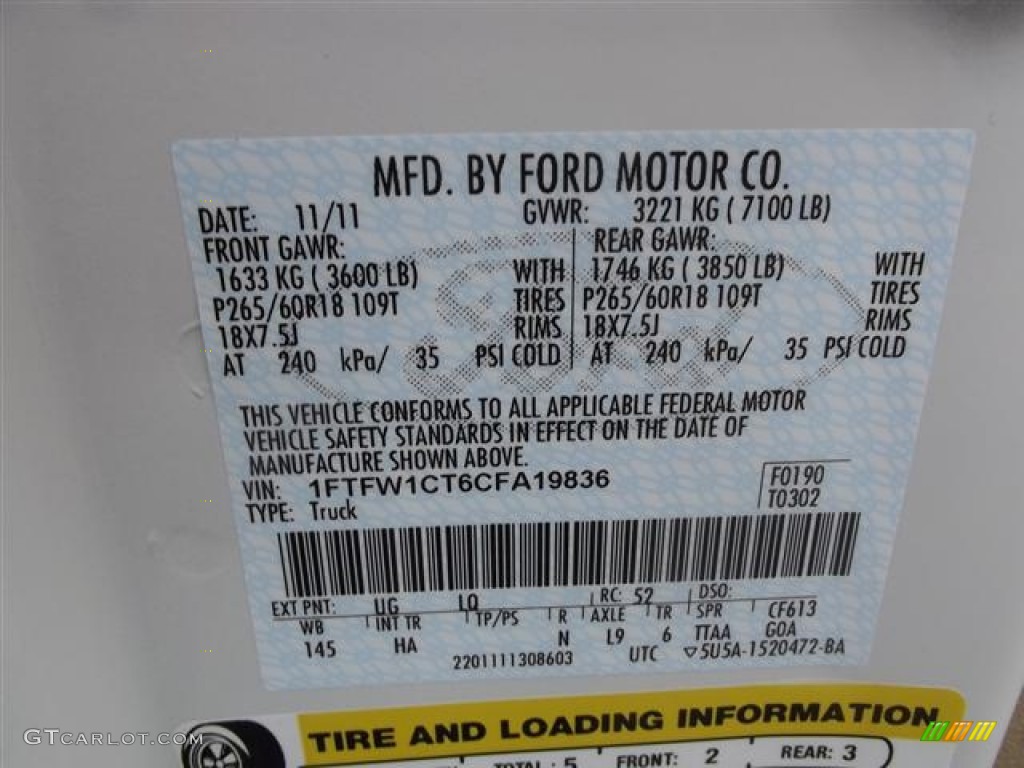 MFD. BY FORD MOTOR CO.
DATE: 11/11 GVWR: 3221 KG ( 7100 LB)
FRONT GAWR: REAR GAWR:
1633 KG ( 3600 LB) WITH 1746 KG ( 3850 LB) WITH
P265/60R18 109T TIRES P265/60R18 109T TIRES
18X7.5J RIMS 18X7.5J RIMS
AT 240 kPa/ 35 PSI COLD AT 240 kPa/ 35 PSI COLD
THIS VEHICLE CONFORMS TO ALL APPLICABLE FEDERAL MOTOR
VEHICLE SAFETY STANDARDS IN EFFECT ON THE DATE OF
MANUFACTURE SHOWN ABOVE.
VIN: 1FTFW1CT6CFA19836 F0190
TYPE: Truck T0302
EXT PNT: UG LQ RC: 52 DSO:
WB INT TR TP/PS R AXLE TR SPR CF613
145 HA N L9 6 TTAA GOA
2201111308603 UTC ▽5U5A-1520472-BA
TIRE AND LOADING INFORMATION
TOTAL: 5 FRONT: 2 REAR: 3
GTCARLOT.COM